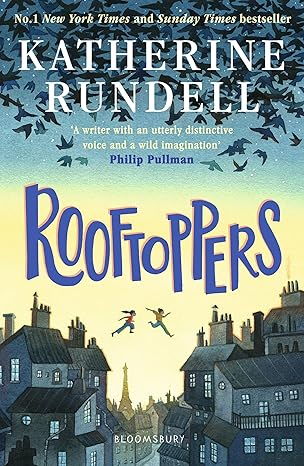 No.1 New York Times and Sunday Times bestseller
KATHERINE
RUNDELL
'A writer with an utterly distinctive
voice and a wild imagination'
Philip Pullman
ROOFTOPPERS
BLOOMSBURY